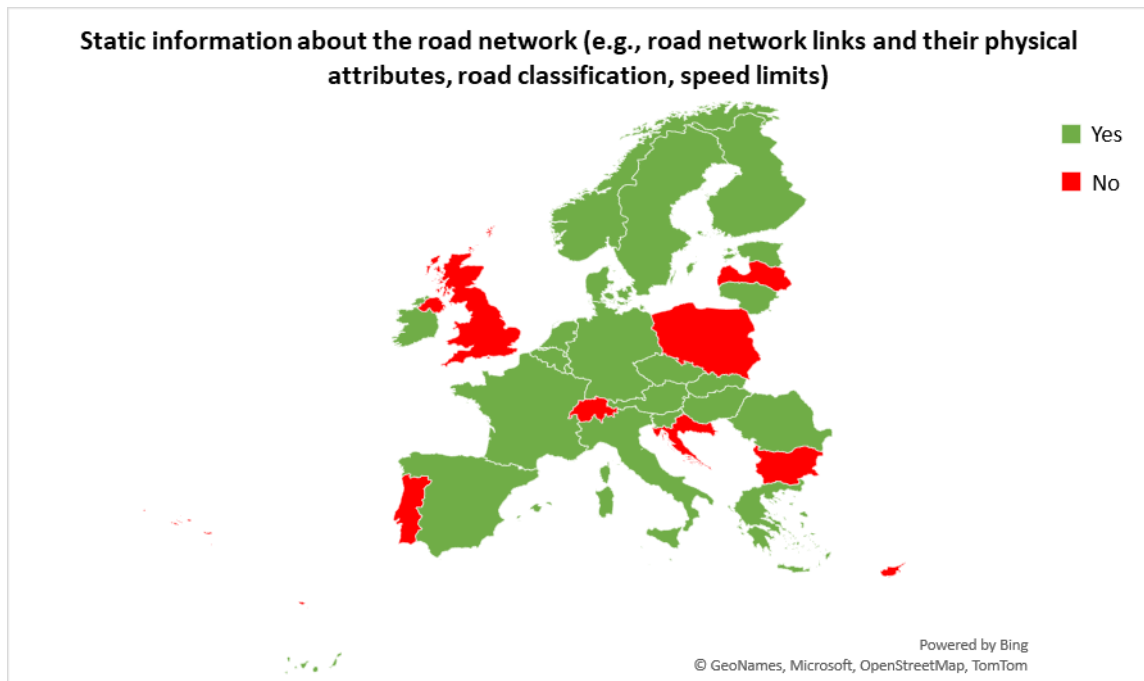 Static information about the road network (e.g., road network links and their physical
attributes, road classification, speed limits)
Yes
No
Powered by Bing
© GeoNames, Microsoft, OpenStreetMap, TomTom